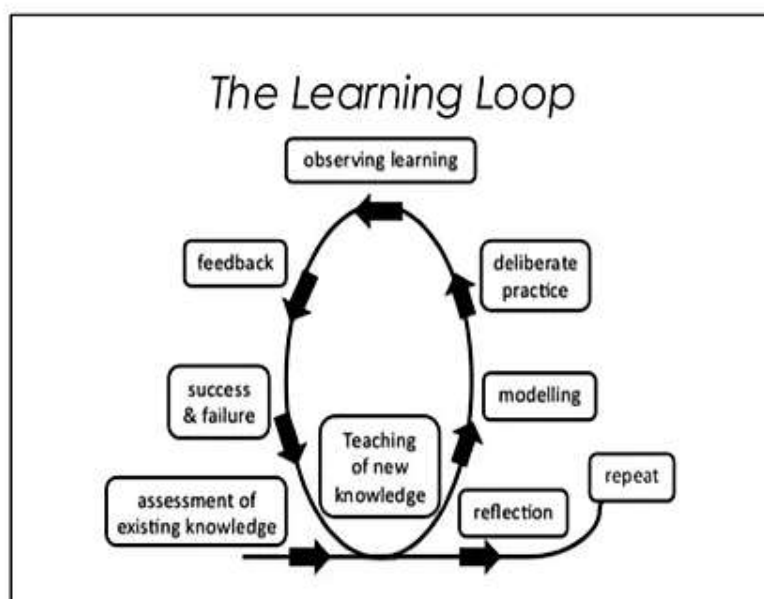 The Learning Loop
observing learning
feedback
deliberate
practice
success
& failure
modelling
Teaching
of new
knowledge
assessment of
existing knowledge
reflection
repeat